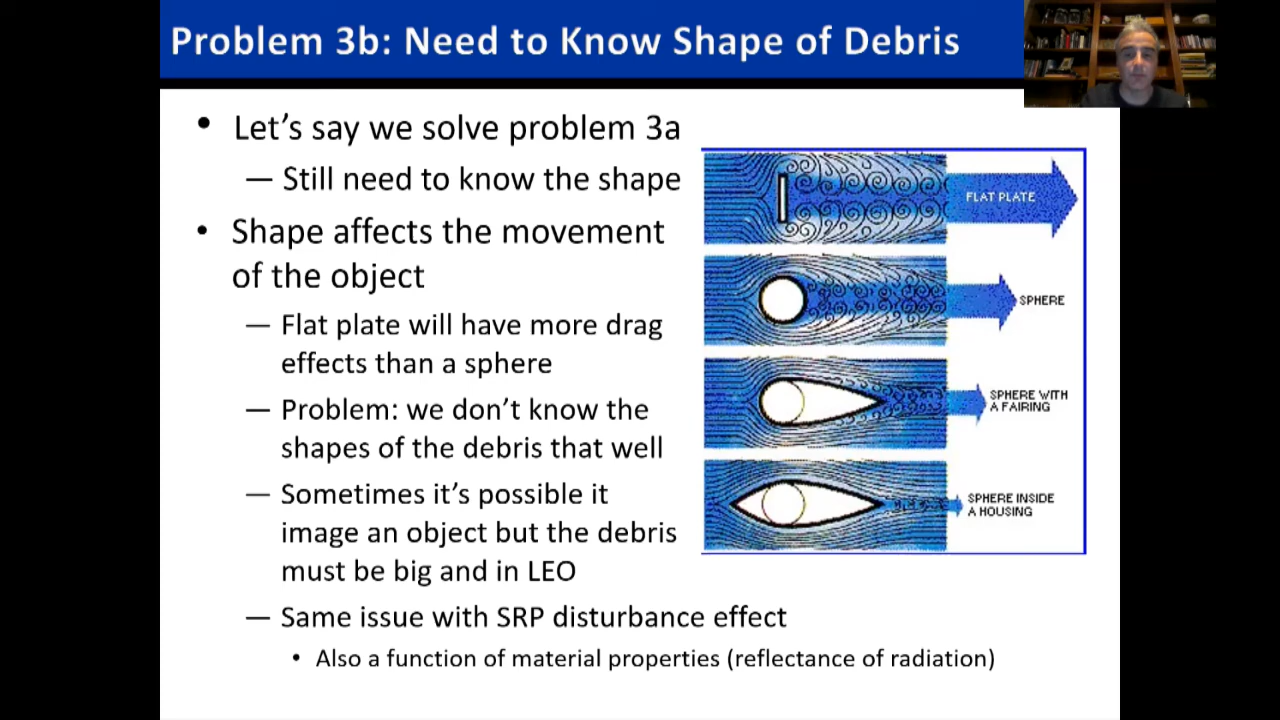 Problem 3b: Need to Know Shape of Debris
• Let's say we solve problem 3a
— Still need to know the shape
• Shape affects the movement
of the object
— Flat plate will have more drag
effects than a sphere
— Problem: we don't know the
shapes of the debris that well
— Sometimes it's possible it
image an object but the debris
must be big and in LEO
— Same issue with SRP disturbance effect
• Also a function of material properties (reflectance of radiation)
FLAT PLATE
SPHERE
SPHERE WITH
A FAIRING
SPHERE INSIDE
A HOUSING